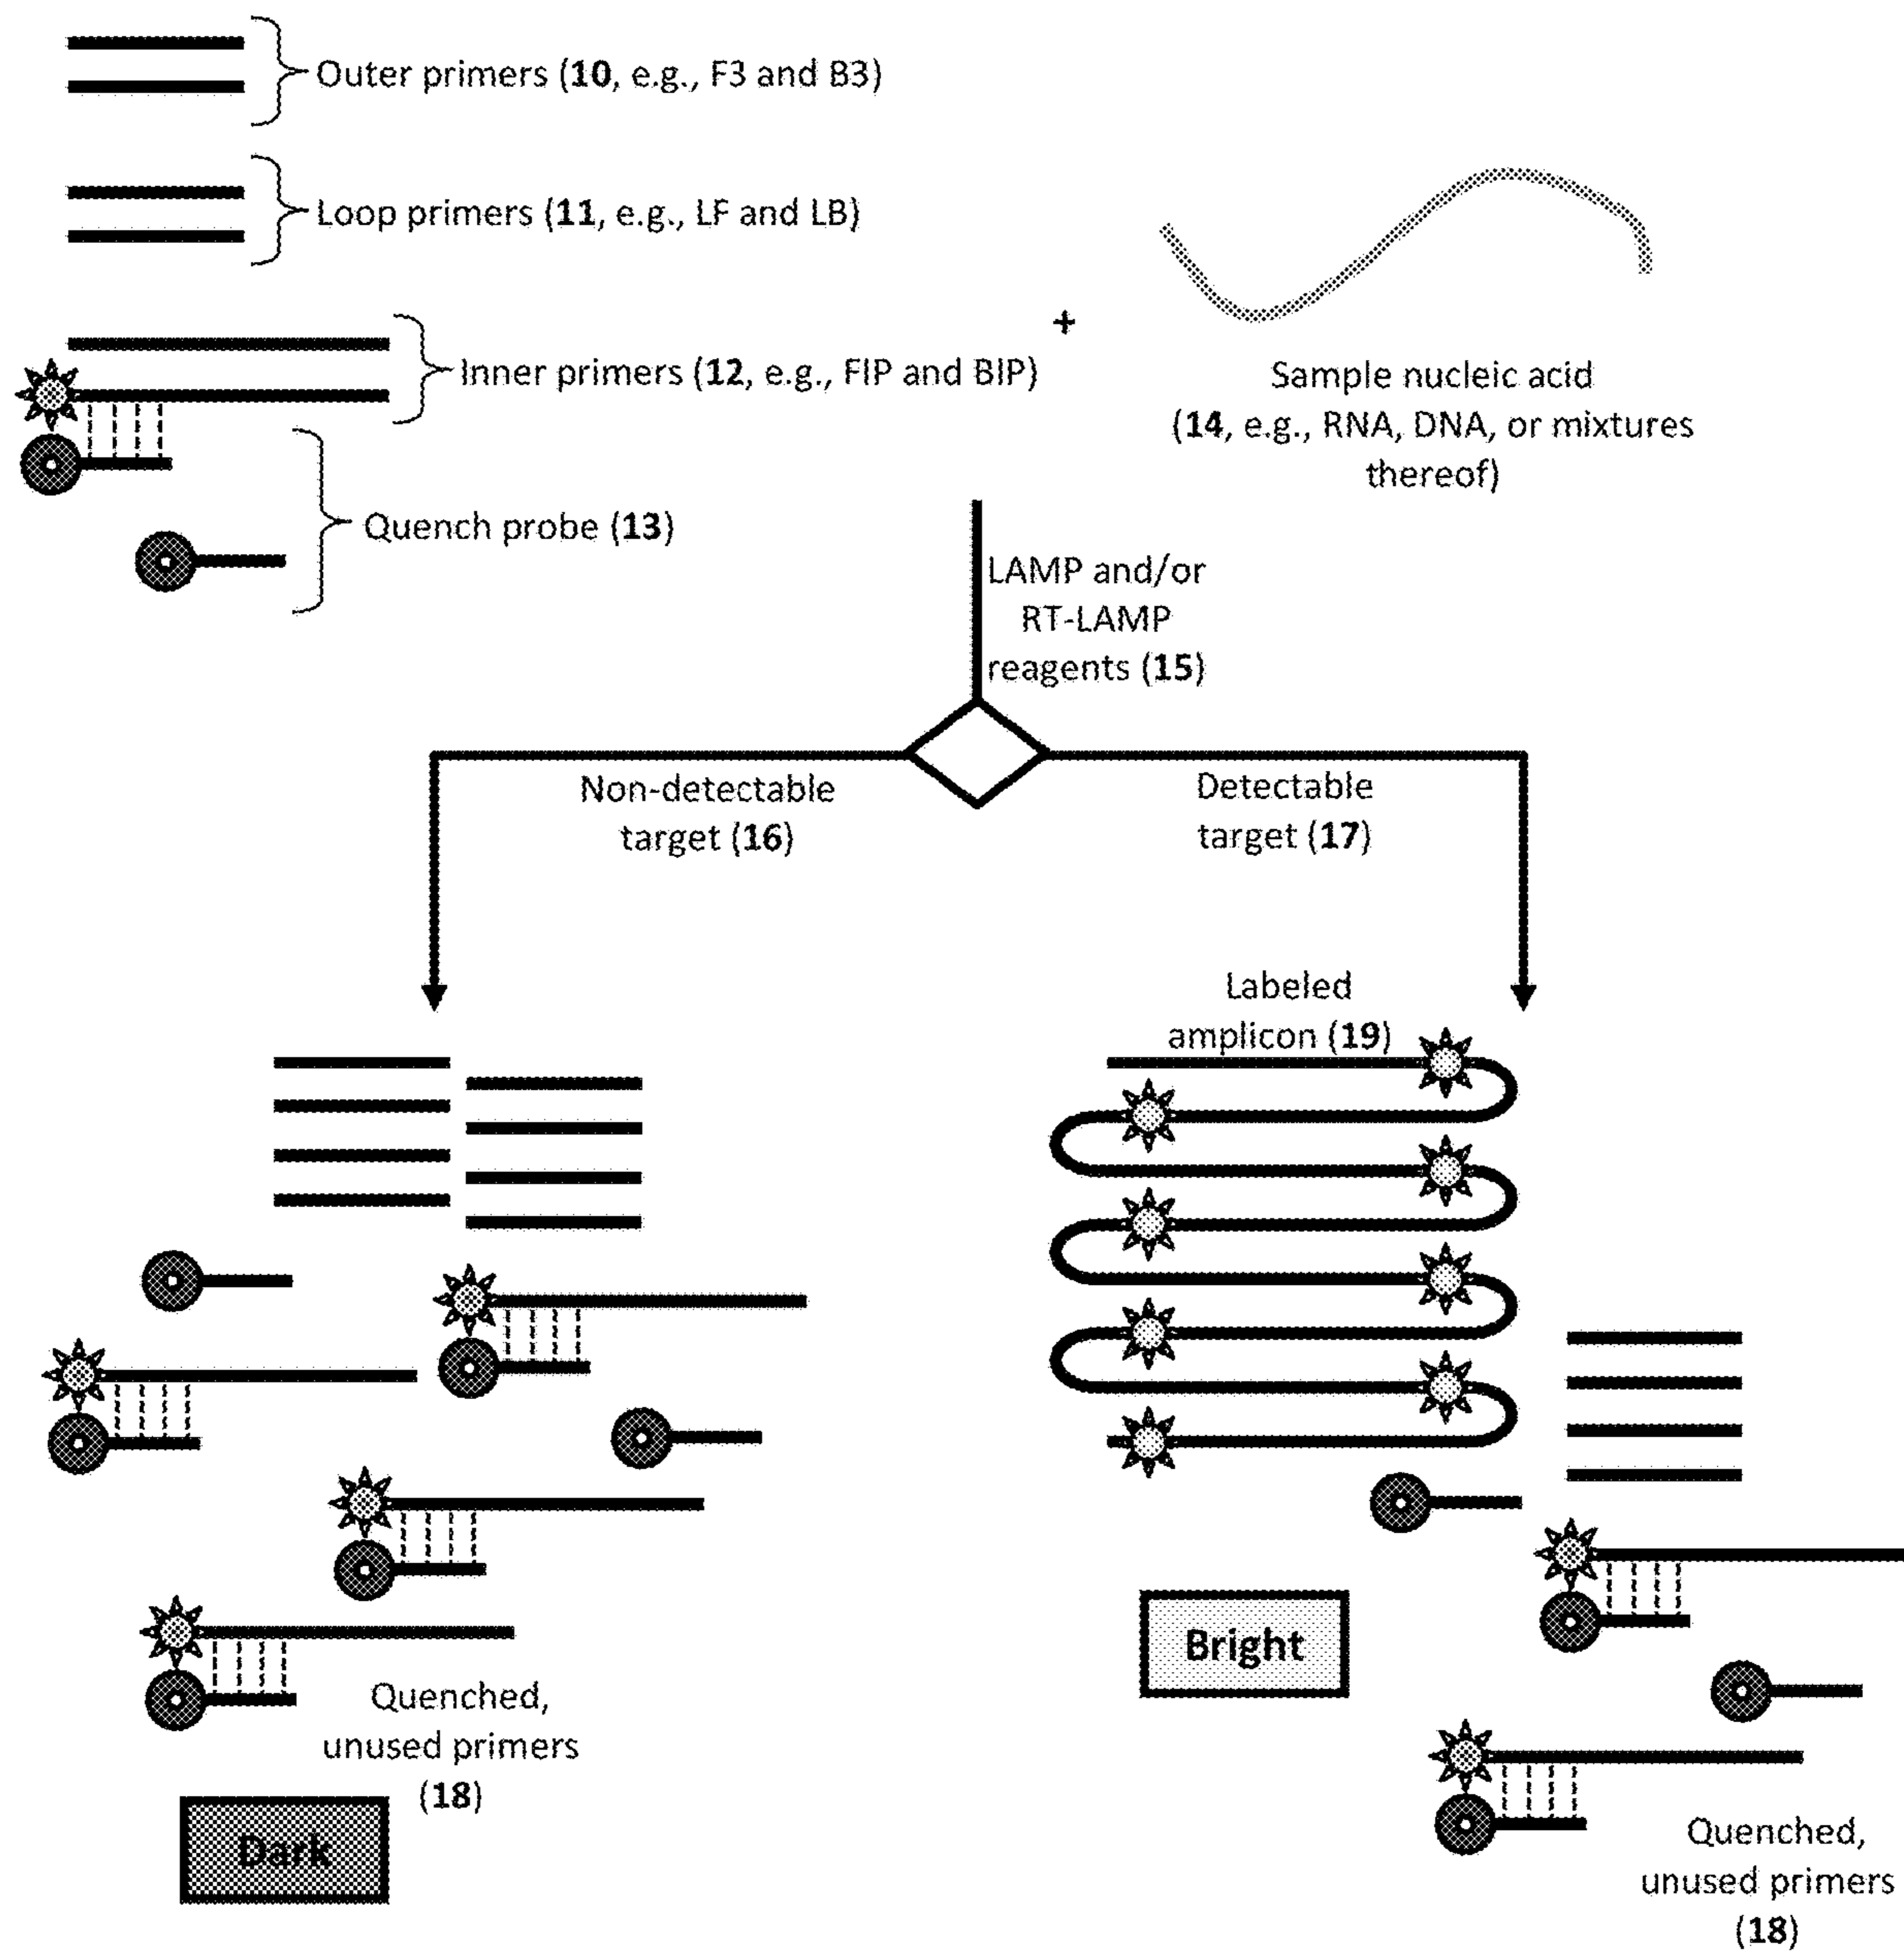 Outer primers (10, e.g., F3 and B3)
Loop primers (11, e.g., LF and LB)
Inner primers (12, e.g., FIP and BIP)
+
Sample nucleic acid
(14, e.g., RNA, DNA, or mixtures
thereof)
Quench probe (13)
LAMP and/or
RT-LAMP
reagents (15)
Non-detectable
target (16)
Detectable
target (17)
Labeled
amplicon (19)
Bright
Quenched,
unused primers
(18)
Dark
Quenched,
unused primers
(18)